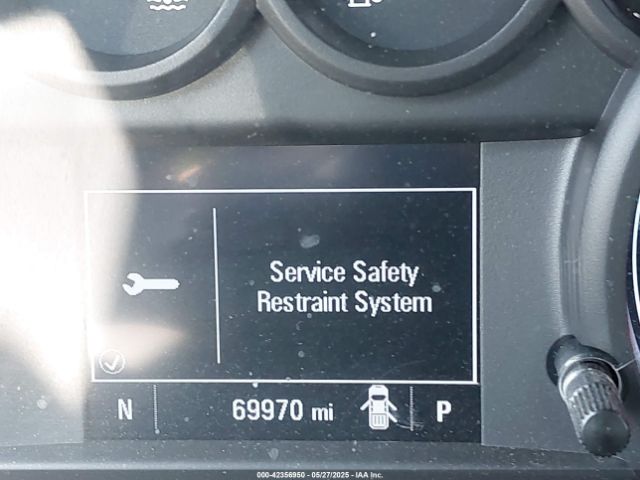 Service Safety
Restraint System
N 69970 mi P
000-42356950 - 05/27/2025 - IAA Inc.